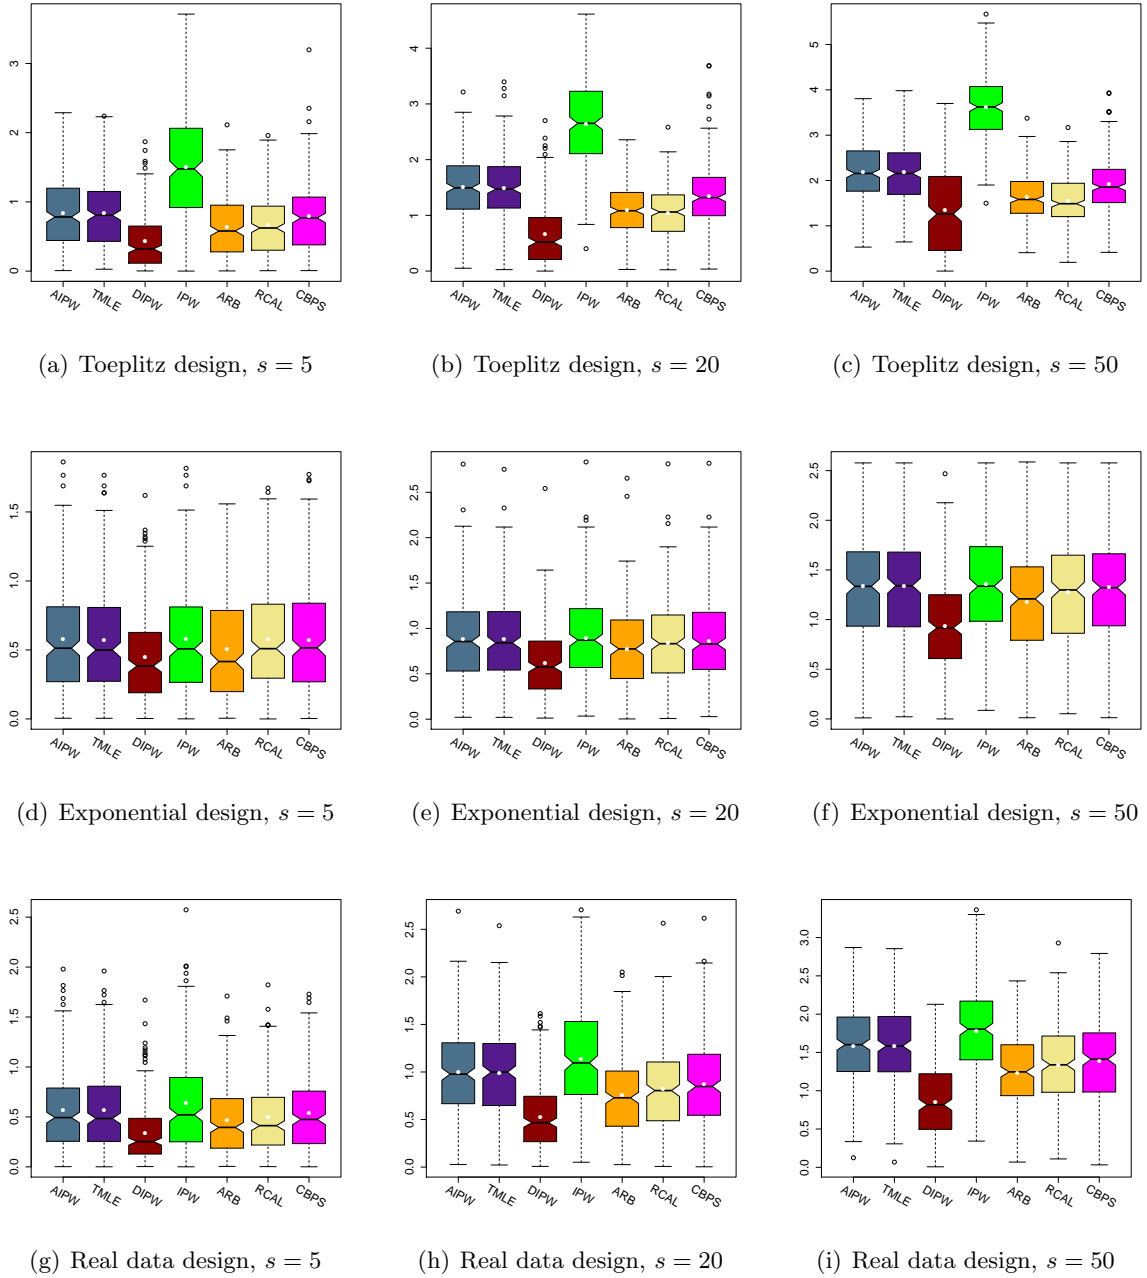 3
2
1
0
AIPW TMLE DIPW IPW ARB RCAL CBPS
4
3
2
1
0
AIPW TMLE DIPW IPW ARB RCAL CBPS
5
4
3
2
1
0
AIPW TMLE DIPW IPW ARB RCAL CBPS
(a) Toeplitz design, s = 5
(b) Toeplitz design, s = 20
(c) Toeplitz design, s = 50
1.5
1.0
0.5
0.0
AIPW TMLE DIPW IPW ARB RCAL CBPS
2.5
2.0
1.5
1.0
0.5
0.0
AIPW TMLE DIPW IPW ARB RCAL CBPS
2.5
2.0
1.5
1.0
0.5
0.0
AIPW TMLE DIPW IPW ARB RCAL CBPS
(d) Exponential design, s = 5
(e) Exponential design, s = 20
(f) Exponential design, s = 50
2.5
2.0
1.5
1.0
0.5
0.0
AIPW TMLE DIPW IPW ARB RCAL CBPS
2.5
2.0
1.5
1.0
0.5
0.0
AIPW TMLE DIPW IPW ARB RCAL CBPS
3.0
2.5
2.0
1.5
1.0
0.5
0.0
AIPW TMLE DIPW IPW ARB RCAL CBPS
(g) Real data design, s = 5
(h) Real data design, s = 20
(i) Real data design, s = 50